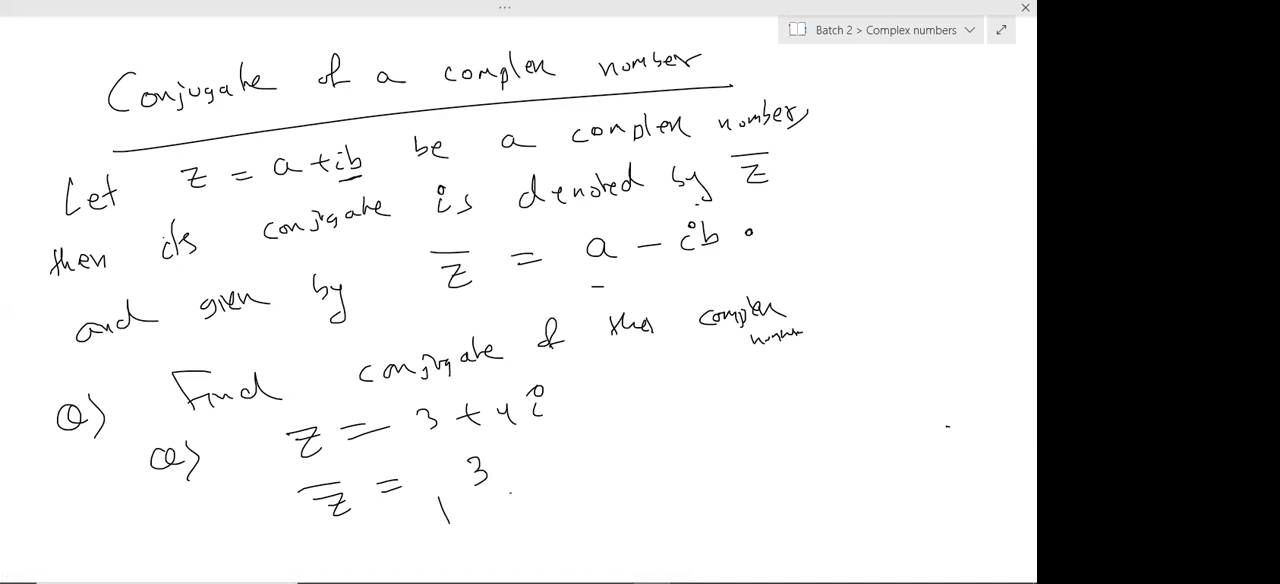 Batch 2 > Complex numbers
Conjugate of a complex number
Let z = a + ib be a complex number,
then its conjugate is denoted by z̅
and given by z̅ = a - ib .
Q) Find conjugate of the complex number
a) z = 3 + 4i
z̅ = 3